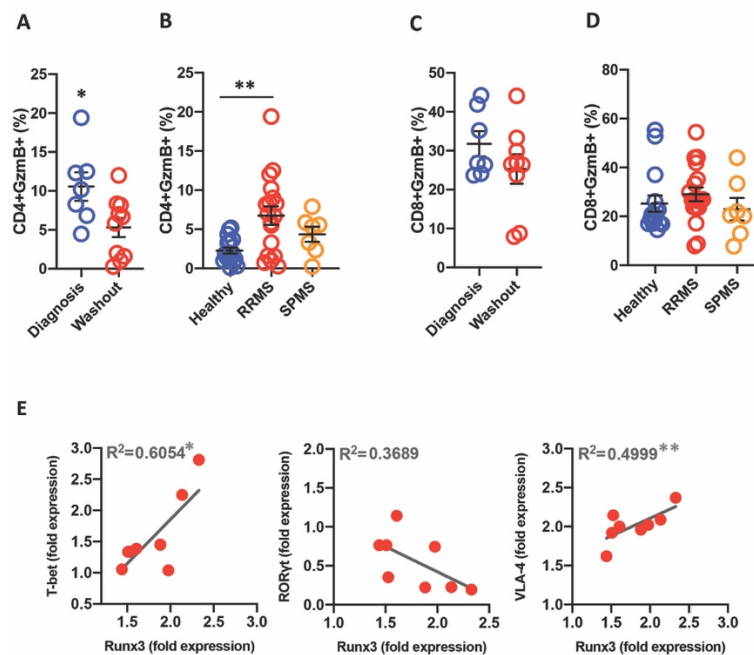 A
B
C
D
*
**
CD4+GzmB+ (%)
25
20
15
10
5
0
Diagnosis
Washout
CD4+GzmB+ (%)
25
20
15
10
5
0
Healthy
RRMS
SPMS
CD8+GzmB+ (%)
50
40
30
20
10
0
Diagnosis
Washout
CD8+GzmB+ (%)
80
60
40
20
0
Healthy
RRMS
SPMS
E
R²=0.6054*
T-bet (fold expression)
3.0
2.5
2.0
1.5
1.0
0.5
1.5 2.0 2.5 3.0
Runx3 (fold expression)
R²=0.3689
RORγt (fold expression)
2.0
1.5
1.0
0.5
0.0
1.0 1.5 2.0 2.5
Runx3 (fold expression)
R²=0.4999**
VLA-4 (fold expression)
3.0
2.5
2.0
1.5
1.0
1.0 1.5 2.0 2.5 3.0
Runx3 (fold expression)